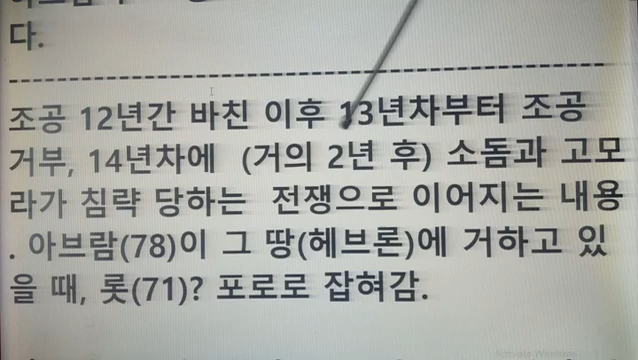 다.
조공 12년간 바친 이후 13년차부터 조공
거부, 14년차에 (거의 2년 후) 소돔과 고모
라가 침략 당하는 전쟁으로 이어지는 내용
. 아브람(78)이 그 땅(헤브론)에 거하고 있
을 때, 롯(71)? 포로로 잡혀감.
Activate Windows